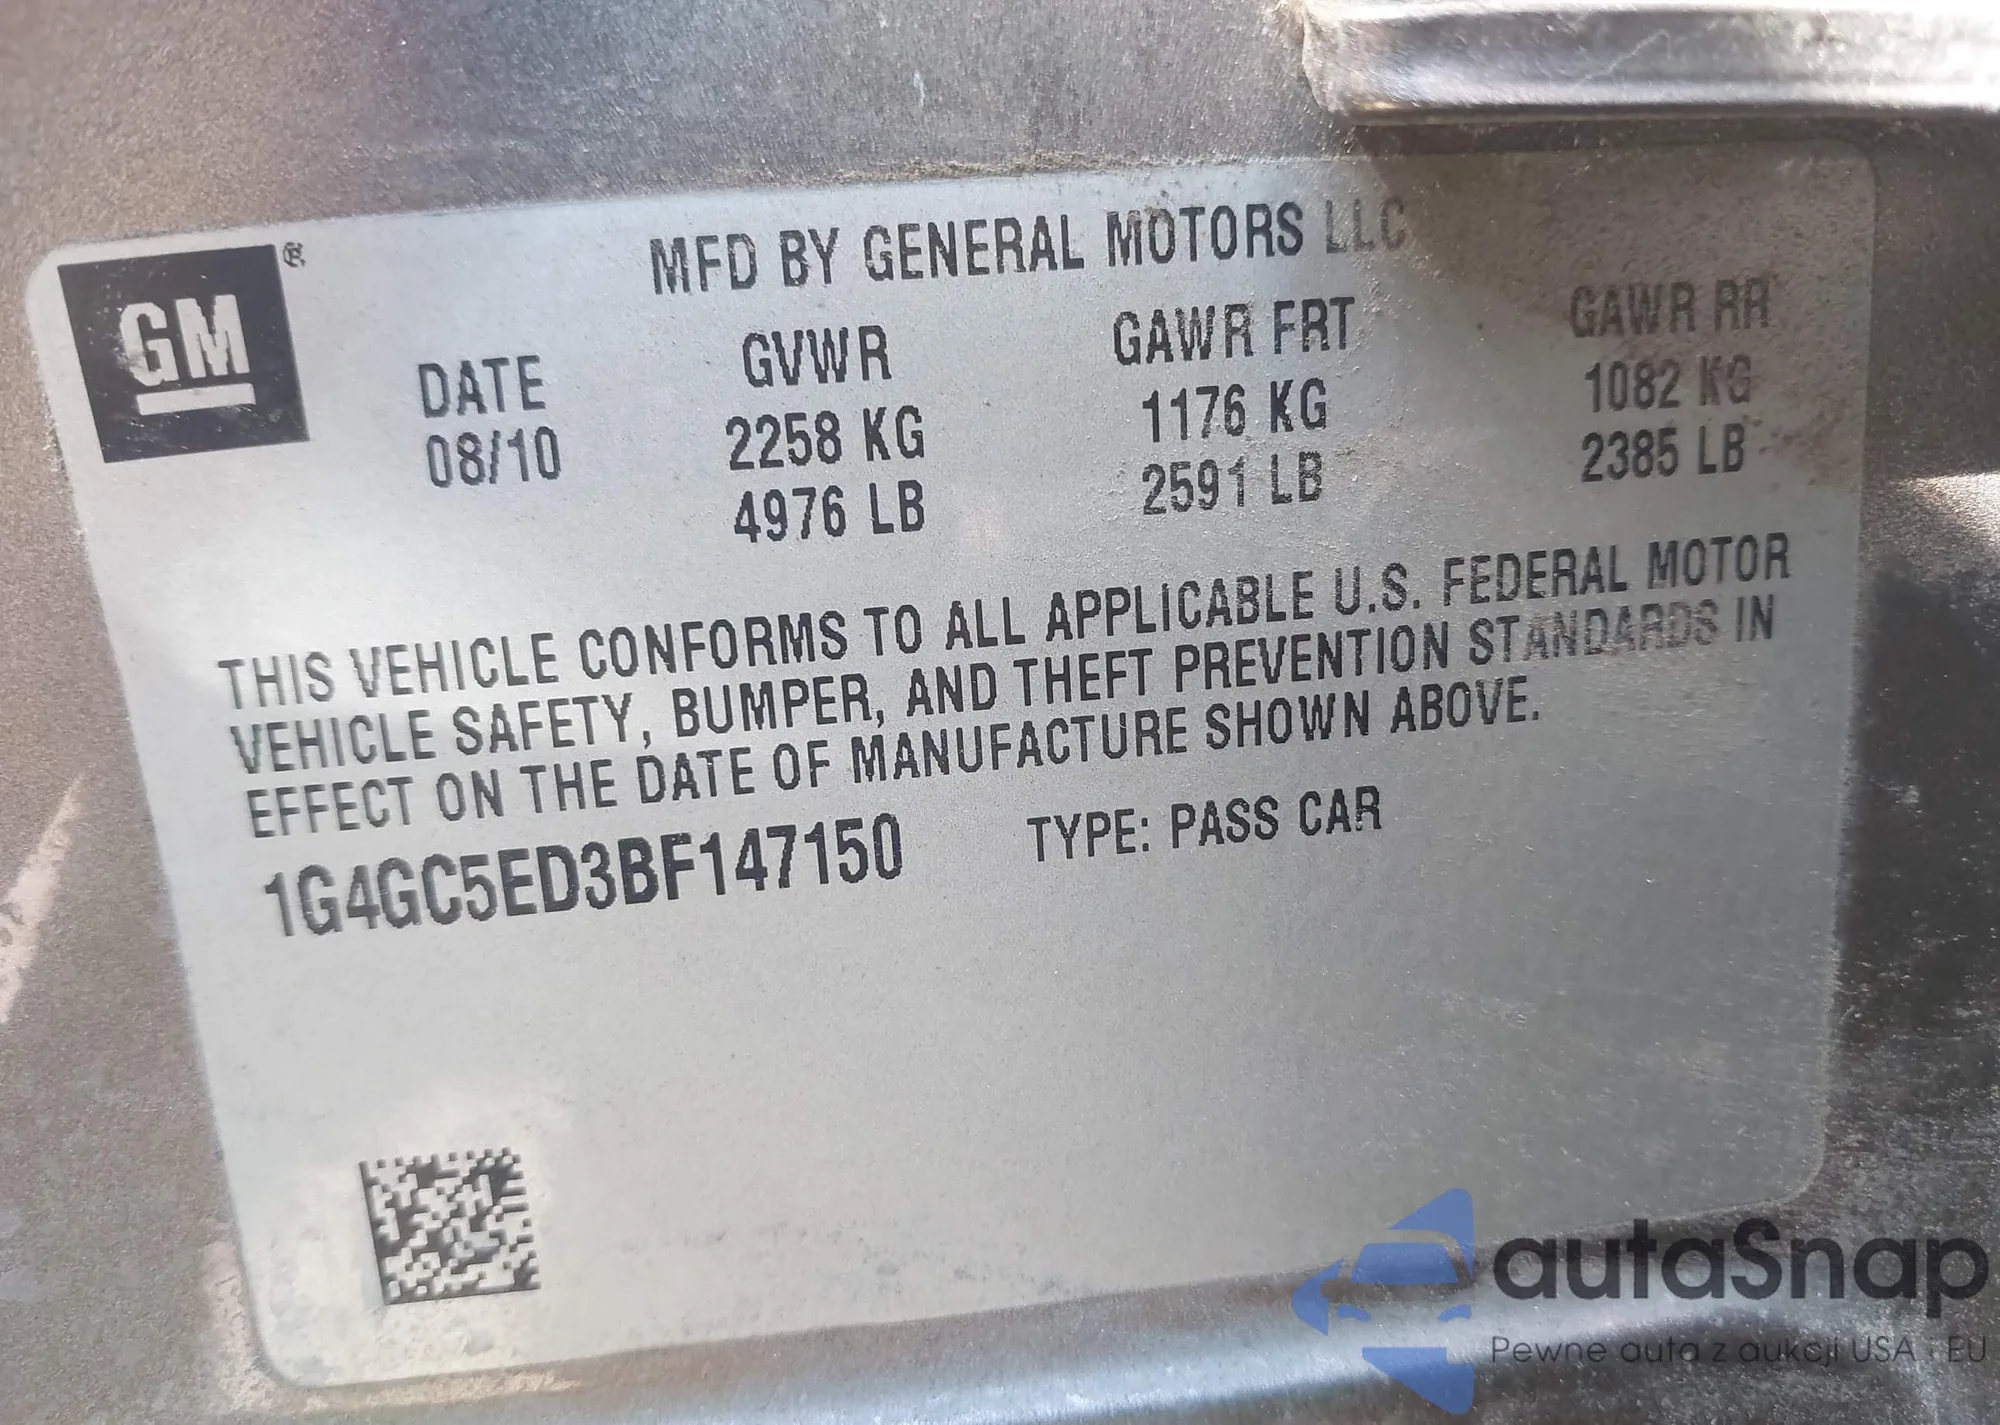 GM®
MFD BY GENERAL MOTORS LLC
DATE GVWR GAWR FRT GAWR RR
08/10 2258 KG 1176 KG 1082 KG
4976 LB 2591 LB 2385 LB
THIS VEHICLE CONFORMS TO ALL APPLICABLE U.S. FEDERAL MOTOR
VEHICLE SAFETY, BUMPER, AND THEFT PREVENTION STANDARDS IN
EFFECT ON THE DATE OF MANUFACTURE SHOWN ABOVE.
1G4GC5ED3BF147150 TYPE: PASS CAR
autaSnap
Pewne auta z aukcji USA i EU